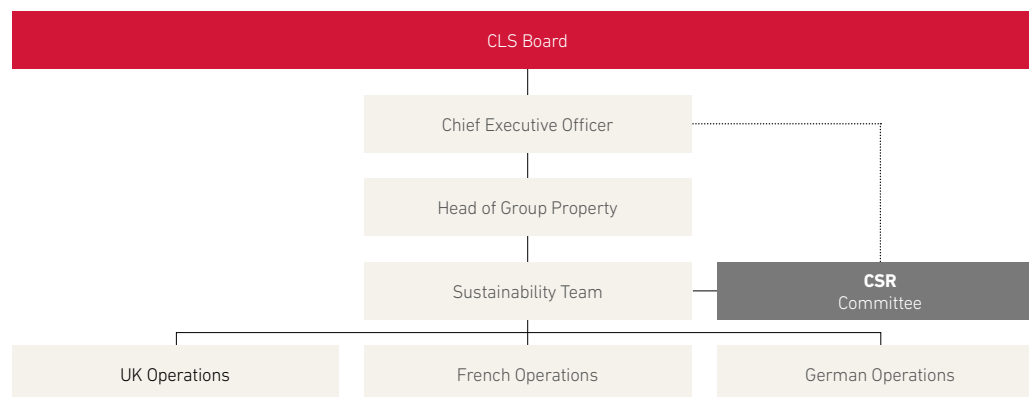 CLS Board
Chief Executive Officer
Head of Group Property
Sustainability Team
CSR
Committee
UK Operations
French Operations
German Operations